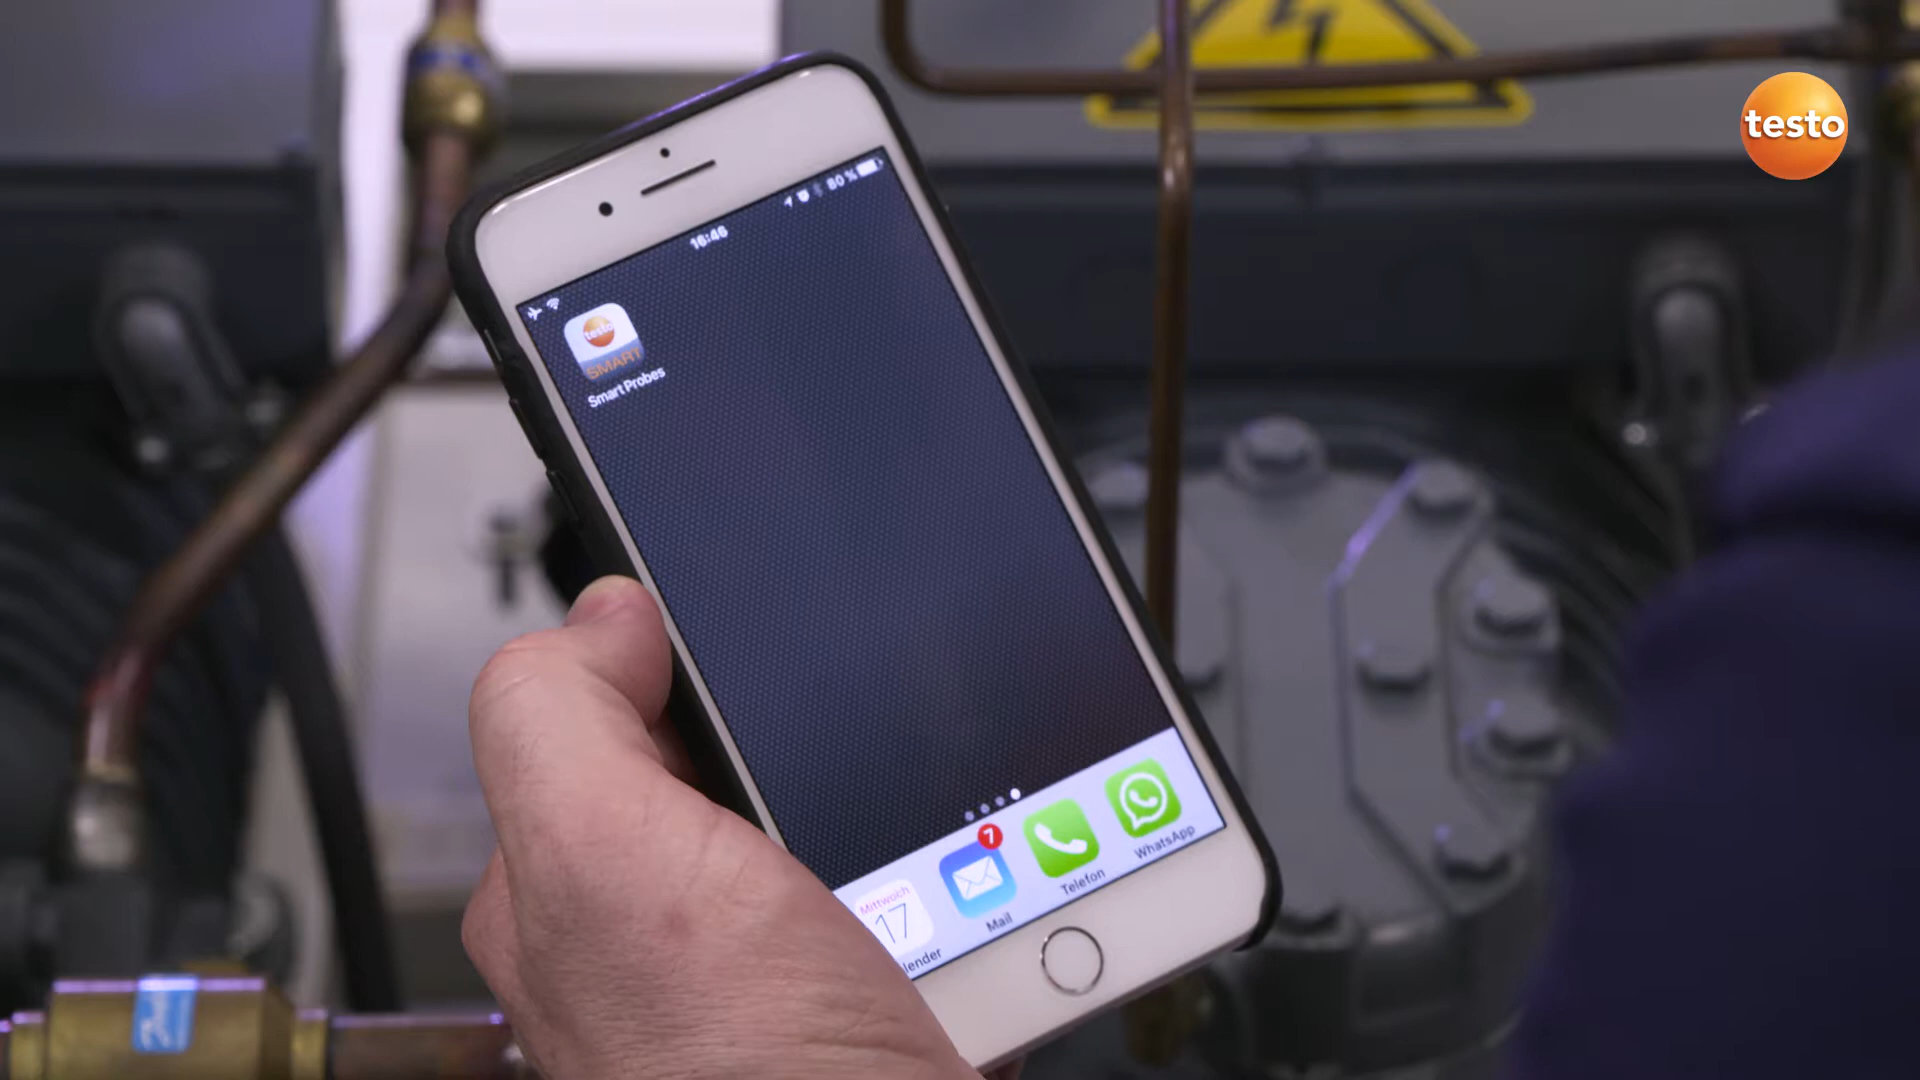 testo
80 %
16:46
testo
SMART
Smart Probes
7
WhatsApp
Telefon
Mail
Mittwoch
17
lender